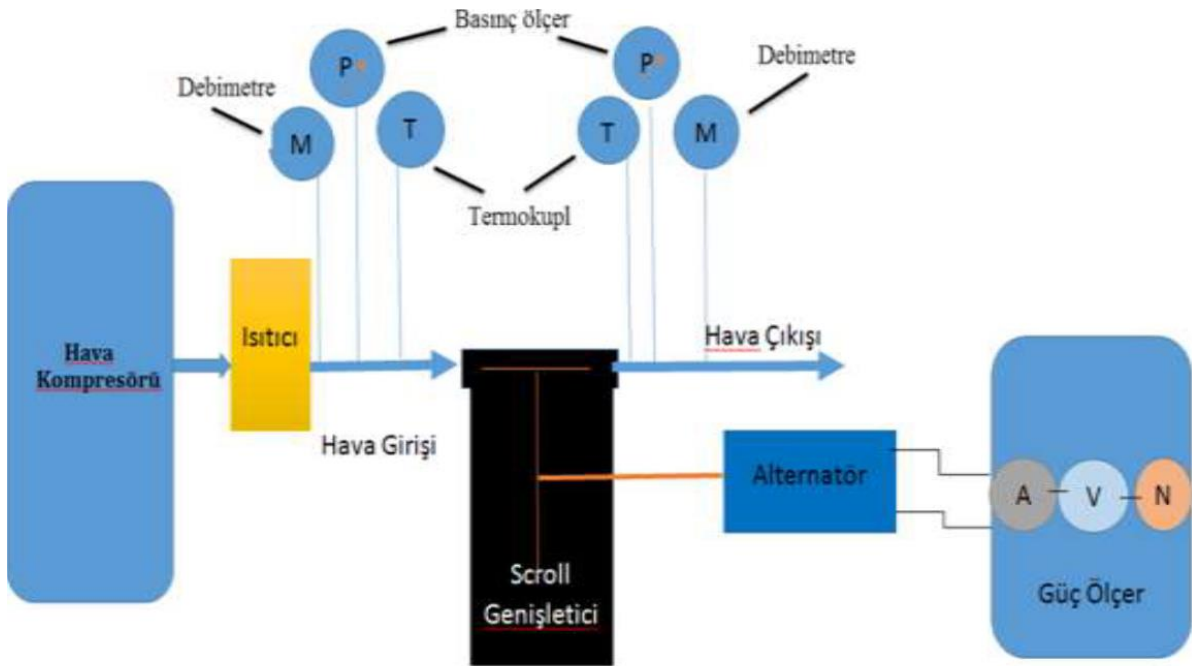 Basınç ölçer
Debimetre
Debimetre
P
P
M
T
T
M
Termokupl
Isıtıcı
Hava
Kompresörü
Hava Çıkışı
Hava Girişi
Alternatör
A
V
N
Scroll
Genişletici
Güç Ölçer